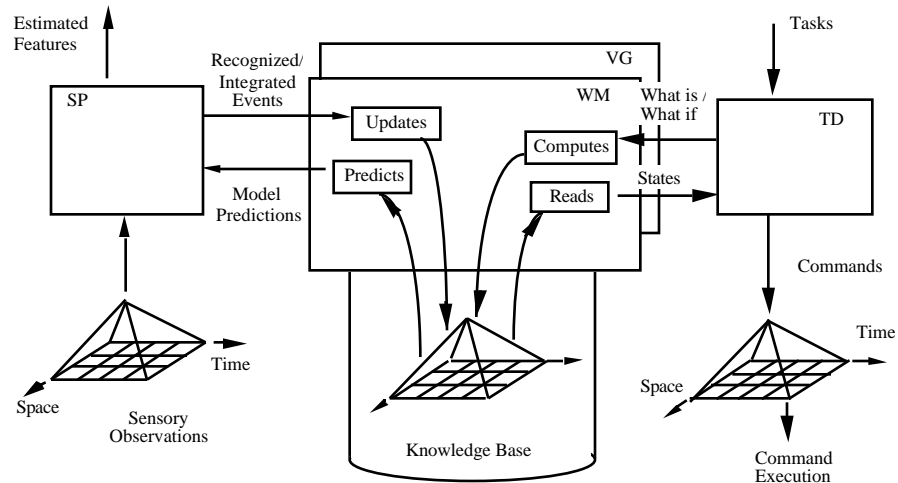 Estimated
Features
Tasks
VG
Recognized/
Integrated
Events
SP
WM
What is /
What if
TD
Updates
Computes
Predicts
States
Model
Predictions
Reads
Commands
Time
Time
Space
Space
Sensory
Observations
Knowledge Base
Command
Execution